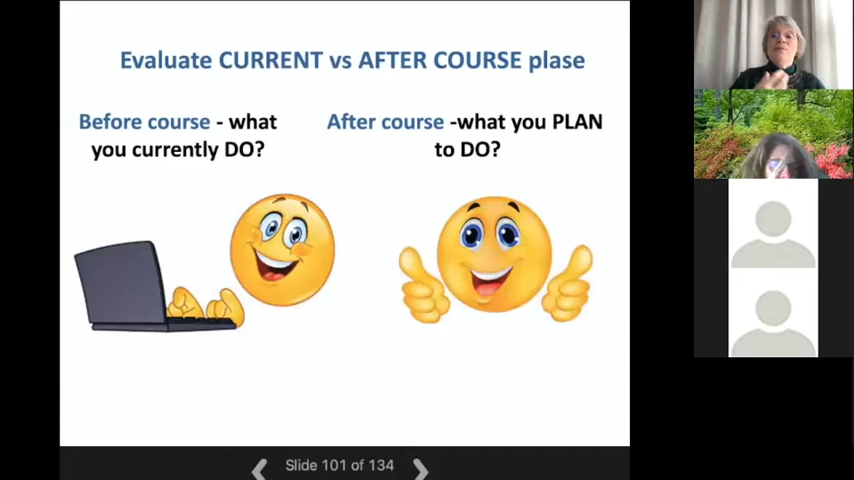 Evaluate CURRENT vs AFTER COURSE plase
Before course - what
you currently DO?
After course -what you PLAN
to DO?
Slide 101 of 134